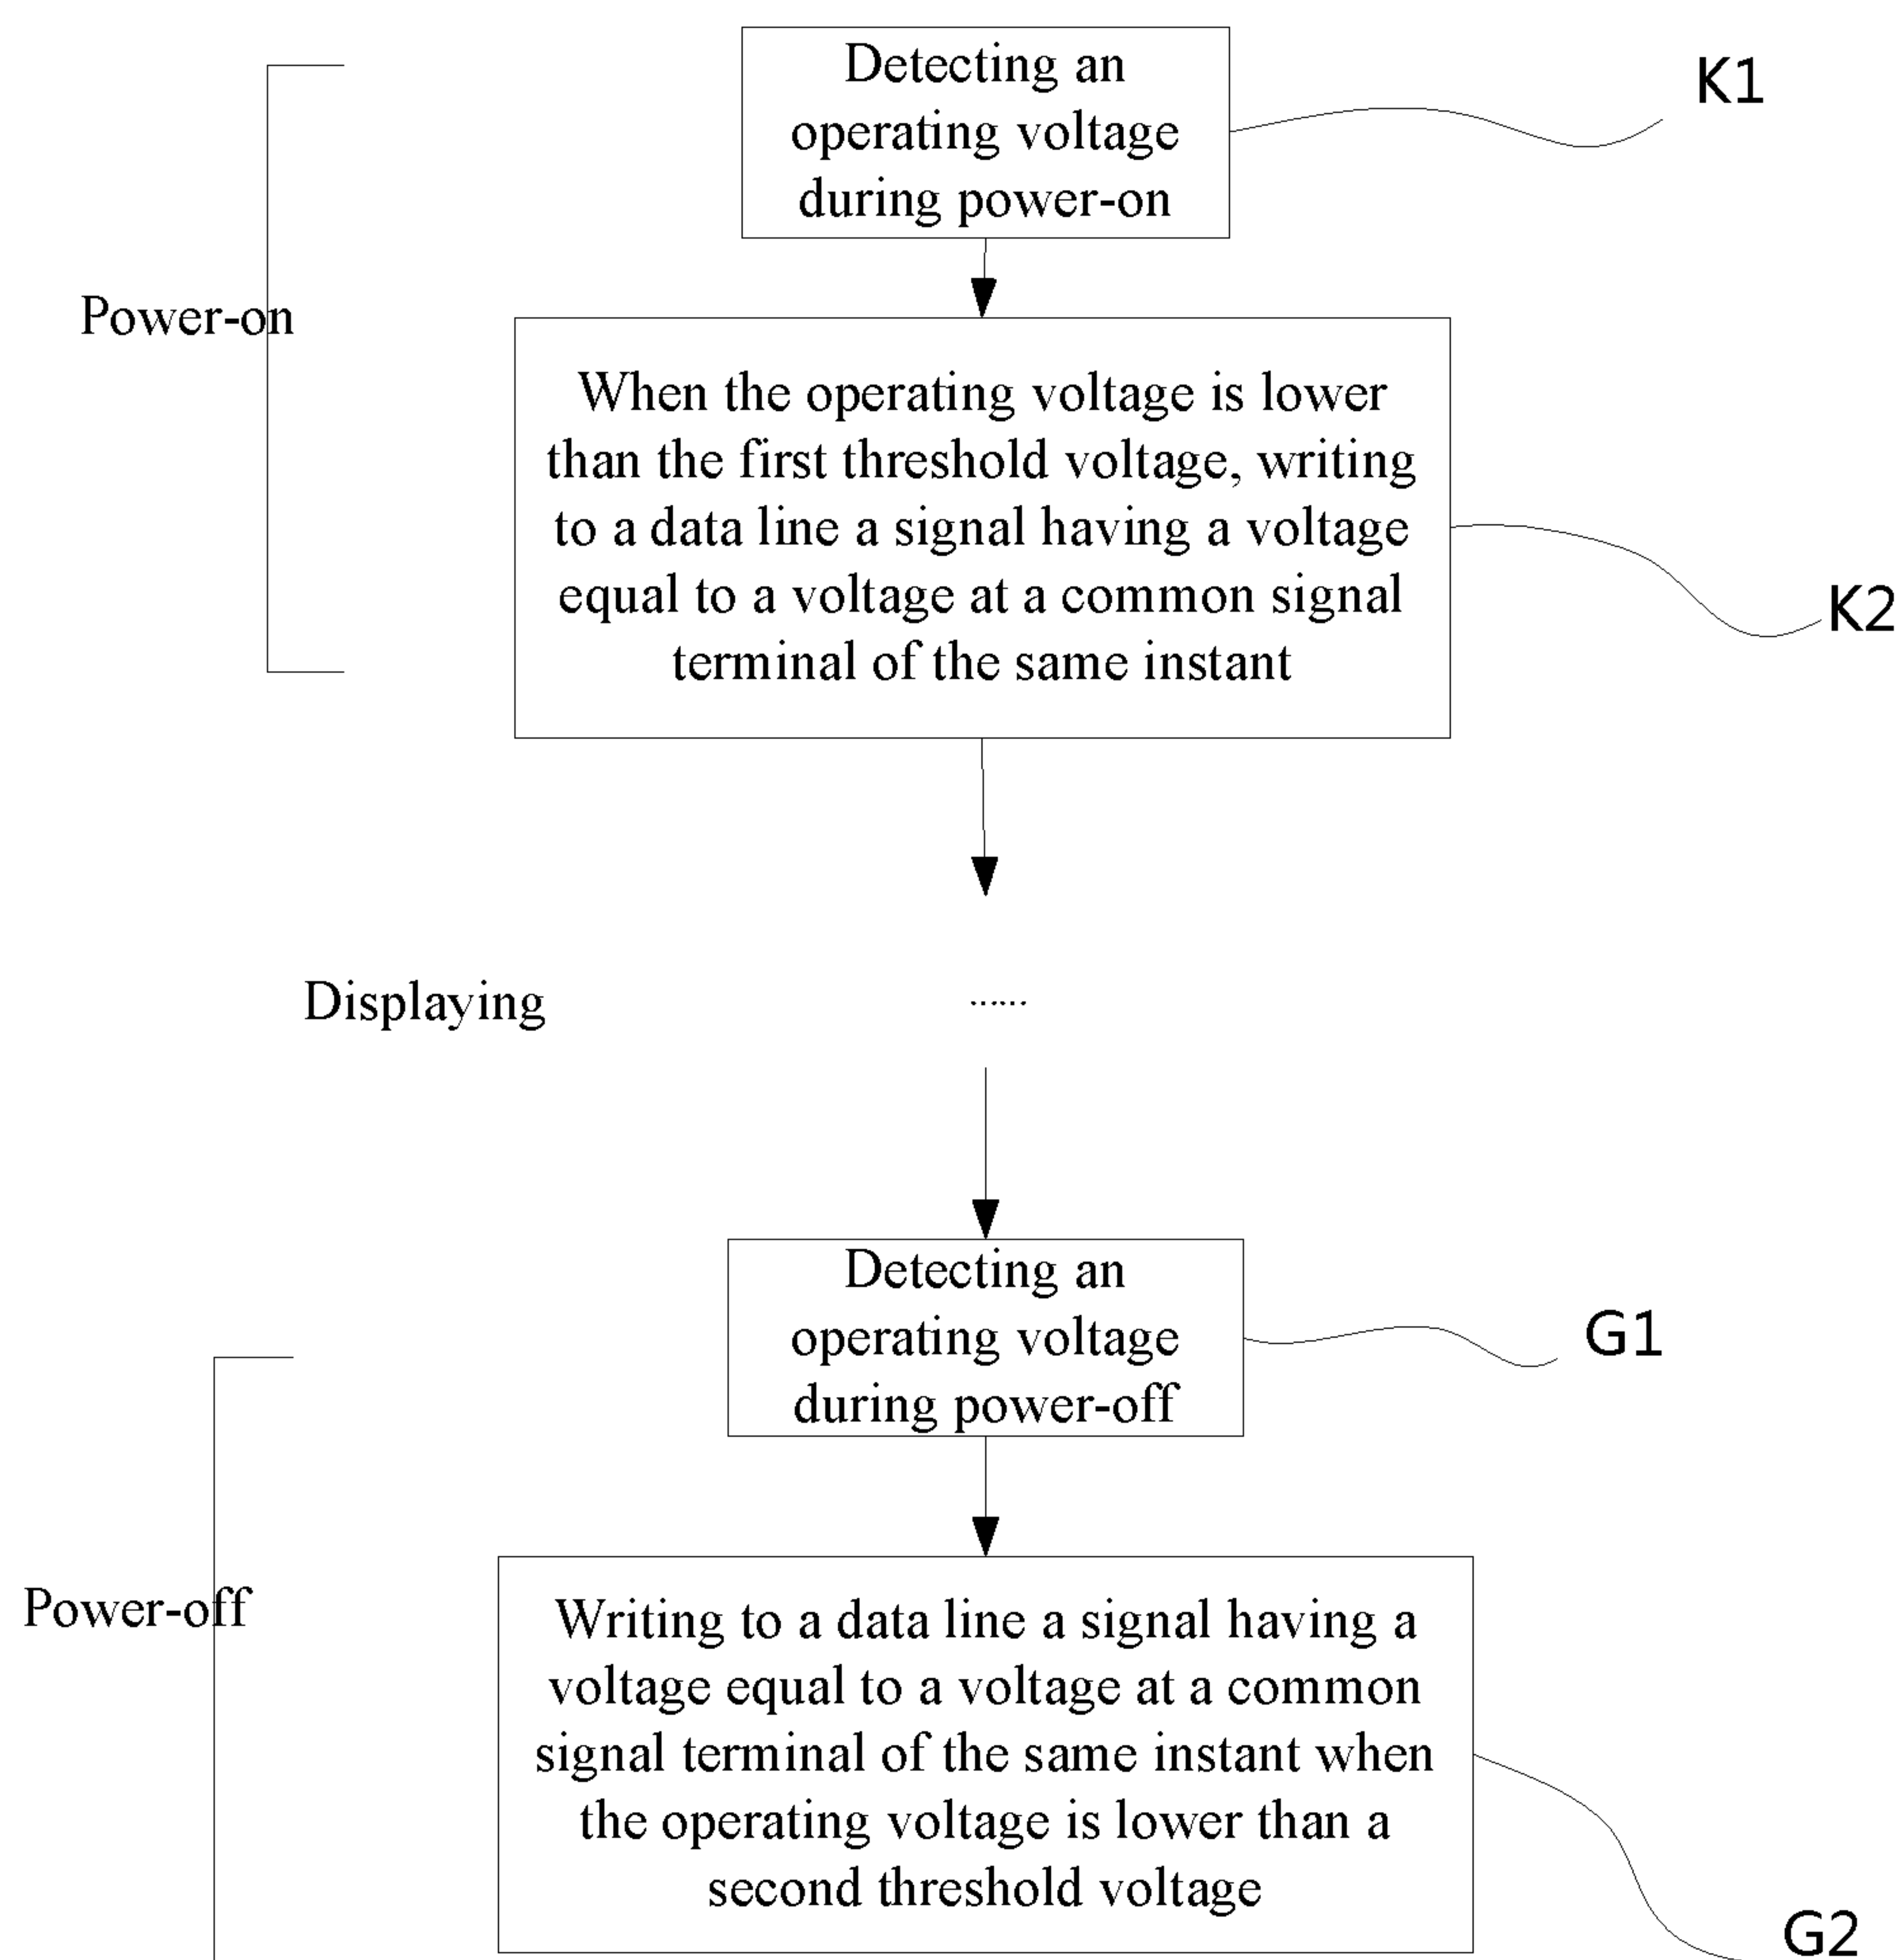 Detecting an
operating voltage
during power-on
K1
Power-on
When the operating voltage is lower
than the first threshold voltage, writing
to a data line a signal having a voltage
equal to a voltage at a common signal
terminal of the same instant
K2
Displaying
......
Detecting an
operating voltage
during power-off
G1
Power-off
Writing to a data line a signal having a
voltage equal to a voltage at a common
signal terminal of the same instant when
the operating voltage is lower than a
second threshold voltage
G2